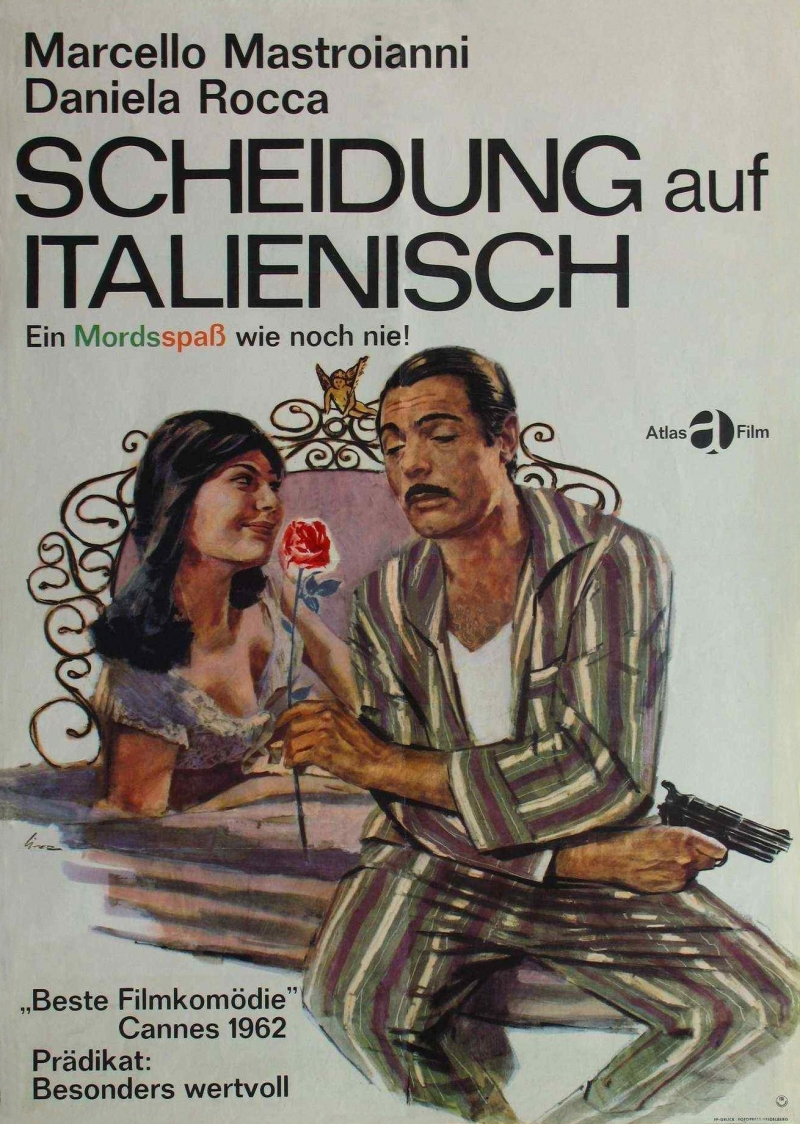 Marcello Mastroianni
Daniela Rocca
SCHEIDUNG auf
ITALIENISCH
Ein Mordsspaß wie noch nie!
Atlas a Film
„Beste Filmkomödie”
Cannes 1962
Prädikat:
Besonders wertvoll